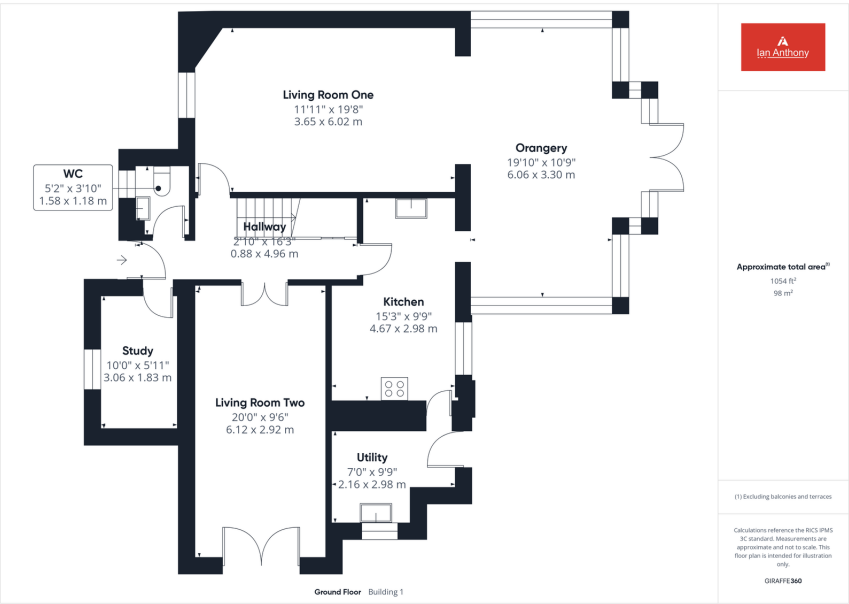 Ian Anthony
Living Room One
11'11" x 19'8"
3.65 x 6.02 m
Orangery
19'10" x 10'9"
6.06 x 3.30 m
WC
5'2" x 3'10"
1.58 x 1.18 m
Hallway
2'10" x 16'3"
0.88 x 4.96 m
Kitchen
15'3" x 9'9"
4.67 x 2.98 m
Study
10'0" x 5'11"
3.06 x 1.83 m
Living Room Two
20'0" x 9'6"
6.12 x 2.92 m
Utility
7'0" x 9'9"
2.16 x 2.98 m
Ground Floor Building 1
Approximate total area(1)
1054 ft²
98 m²
(1) Excluding balconies and terraces
Calculations reference the RICS IPMS
3C standard. Measurements are
approximate and not to scale. This
floor plan is intended for illustration
only.
GIRAFFE360